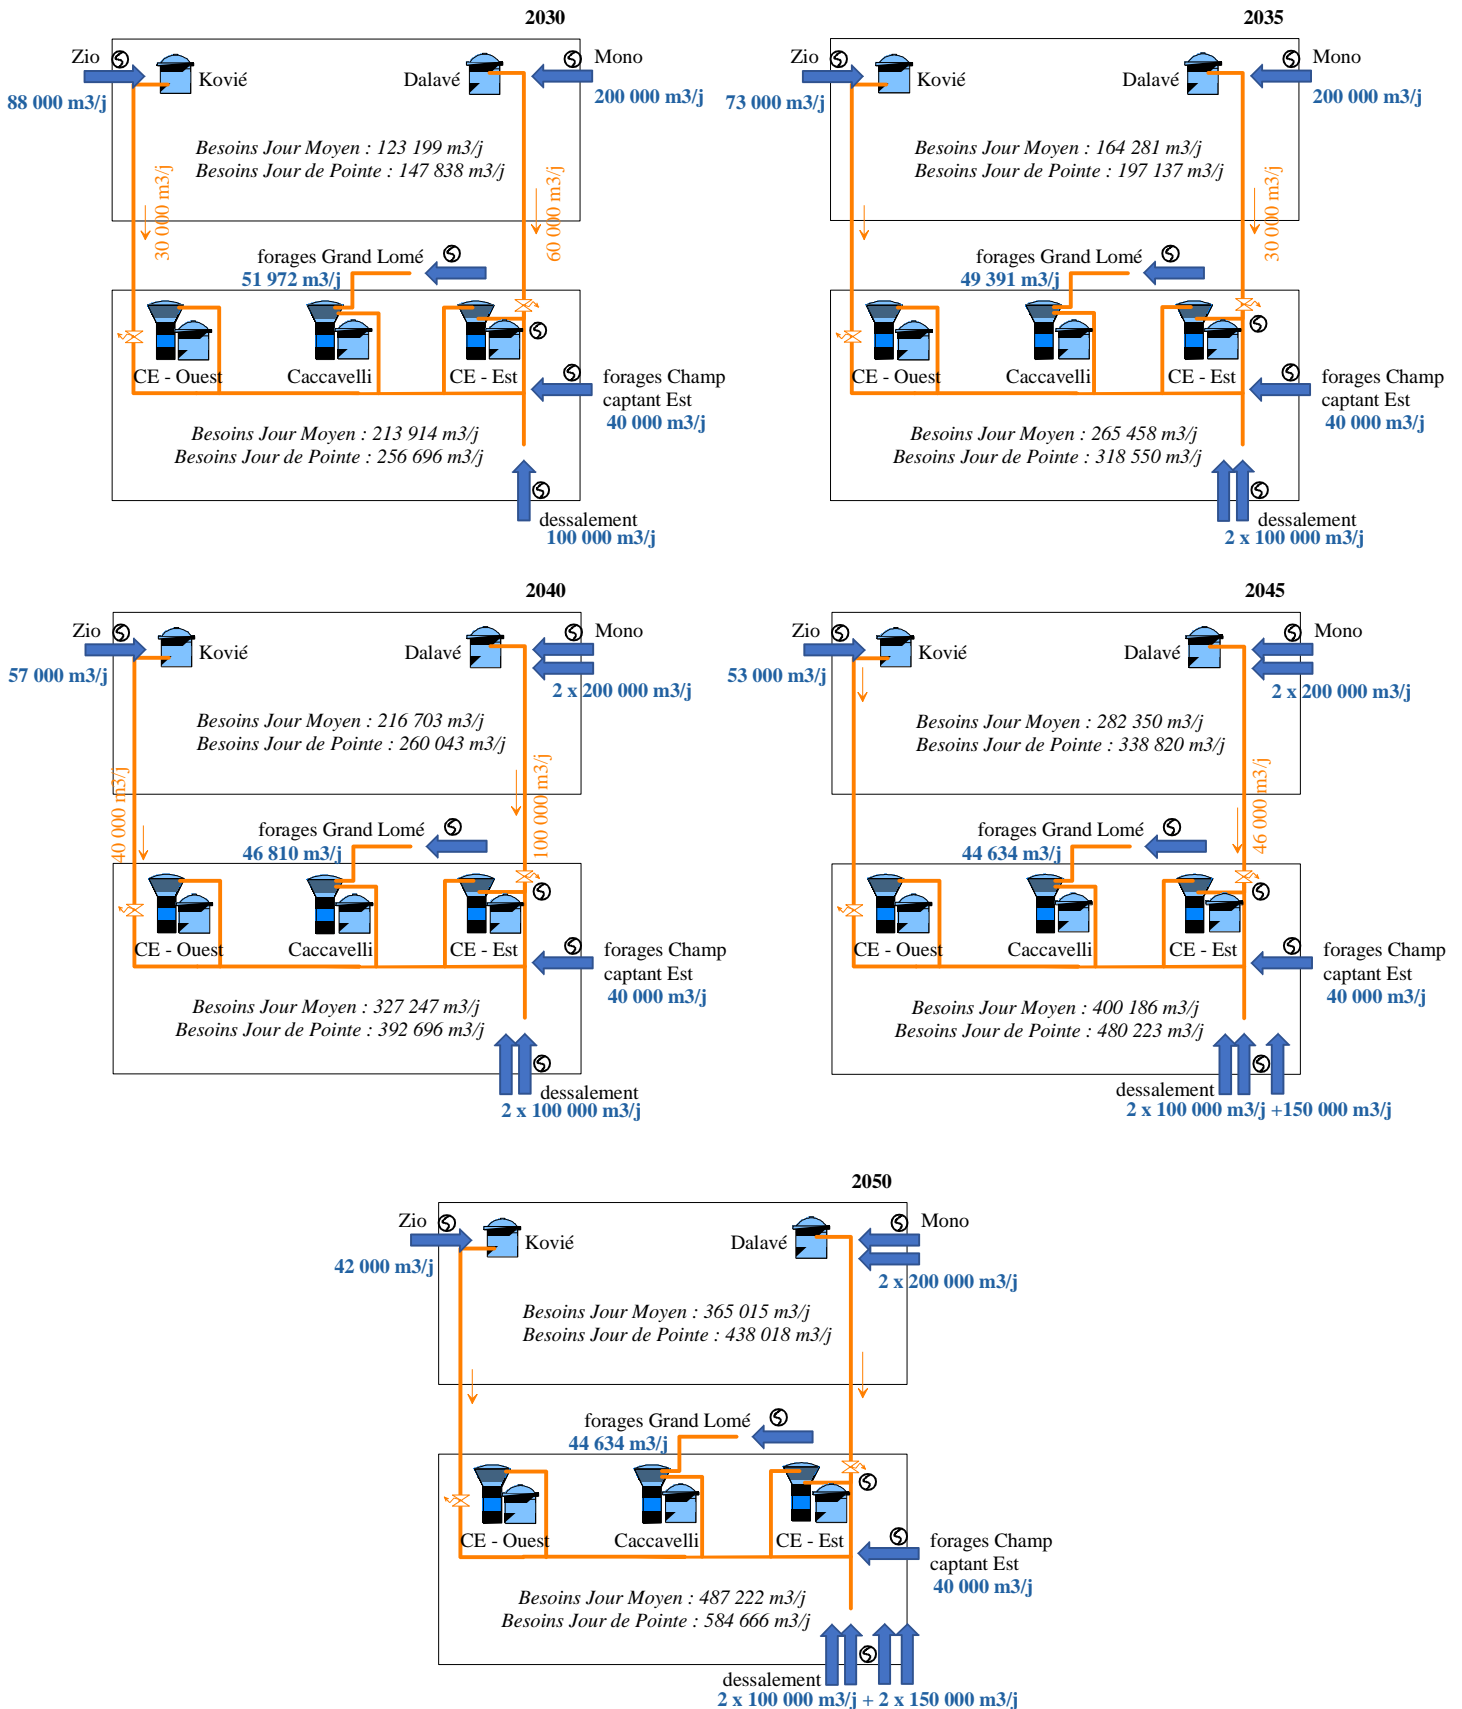 2030
Zio
Mono
Kovié
Dalavé
88 000 m3/j
200 000 m3/j
Besoins Jour Moyen : 123 199 m3/j
Besoins Jour de Pointe : 147 838 m3/j
30 000 m3/j
60 000 m3/j
forages Grand Lomé
51 972 m3/j
CE - Ouest
Caccavelli
CE - Est
forages Champ
captant Est
40 000 m3/j
Besoins Jour Moyen : 213 914 m3/j
Besoins Jour de Pointe : 256 696 m3/j
dessalement
100 000 m3/j
2035
Zio
Mono
Kovié
Dalavé
73 000 m3/j
200 000 m3/j
Besoins Jour Moyen : 164 281 m3/j
Besoins Jour de Pointe : 197 137 m3/j
30 000 m3/j
forages Grand Lomé
49 391 m3/j
CE - Ouest
Caccavelli
CE - Est
forages Champ
captant Est
40 000 m3/j
Besoins Jour Moyen : 265 458 m3/j
Besoins Jour de Pointe : 318 550 m3/j
dessalement
2 x 100 000 m3/j
2040
Zio
Mono
Kovié
Dalavé
57 000 m3/j
2 x 200 000 m3/j
Besoins Jour Moyen : 216 703 m3/j
Besoins Jour de Pointe : 260 043 m3/j
40 000 m3/j
100 000 m3/j
forages Grand Lomé
46 810 m3/j
CE - Ouest
Caccavelli
CE - Est
forages Champ
captant Est
40 000 m3/j
Besoins Jour Moyen : 327 247 m3/j
Besoins Jour de Pointe : 392 696 m3/j
dessalement
2 x 100 000 m3/j
2045
Zio
Mono
Kovié
Dalavé
53 000 m3/j
2 x 200 000 m3/j
Besoins Jour Moyen : 282 350 m3/j
Besoins Jour de Pointe : 338 820 m3/j
46 000 m3/j
forages Grand Lomé
44 634 m3/j
CE - Ouest
Caccavelli
CE - Est
forages Champ
captant Est
40 000 m3/j
Besoins Jour Moyen : 400 186 m3/j
Besoins Jour de Pointe : 480 223 m3/j
dessalement
2 x 100 000 m3/j +150 000 m3/j
2050
Zio
Mono
Kovié
Dalavé
42 000 m3/j
2 x 200 000 m3/j
Besoins Jour Moyen : 365 015 m3/j
Besoins Jour de Pointe : 438 018 m3/j
forages Grand Lomé
44 634 m3/j
CE - Ouest
Caccavelli
CE - Est
forages Champ
captant Est
40 000 m3/j
Besoins Jour Moyen : 487 222 m3/j
Besoins Jour de Pointe : 584 666 m3/j
dessalement
2 x 100 000 m3/j + 2 x 150 000 m3/j